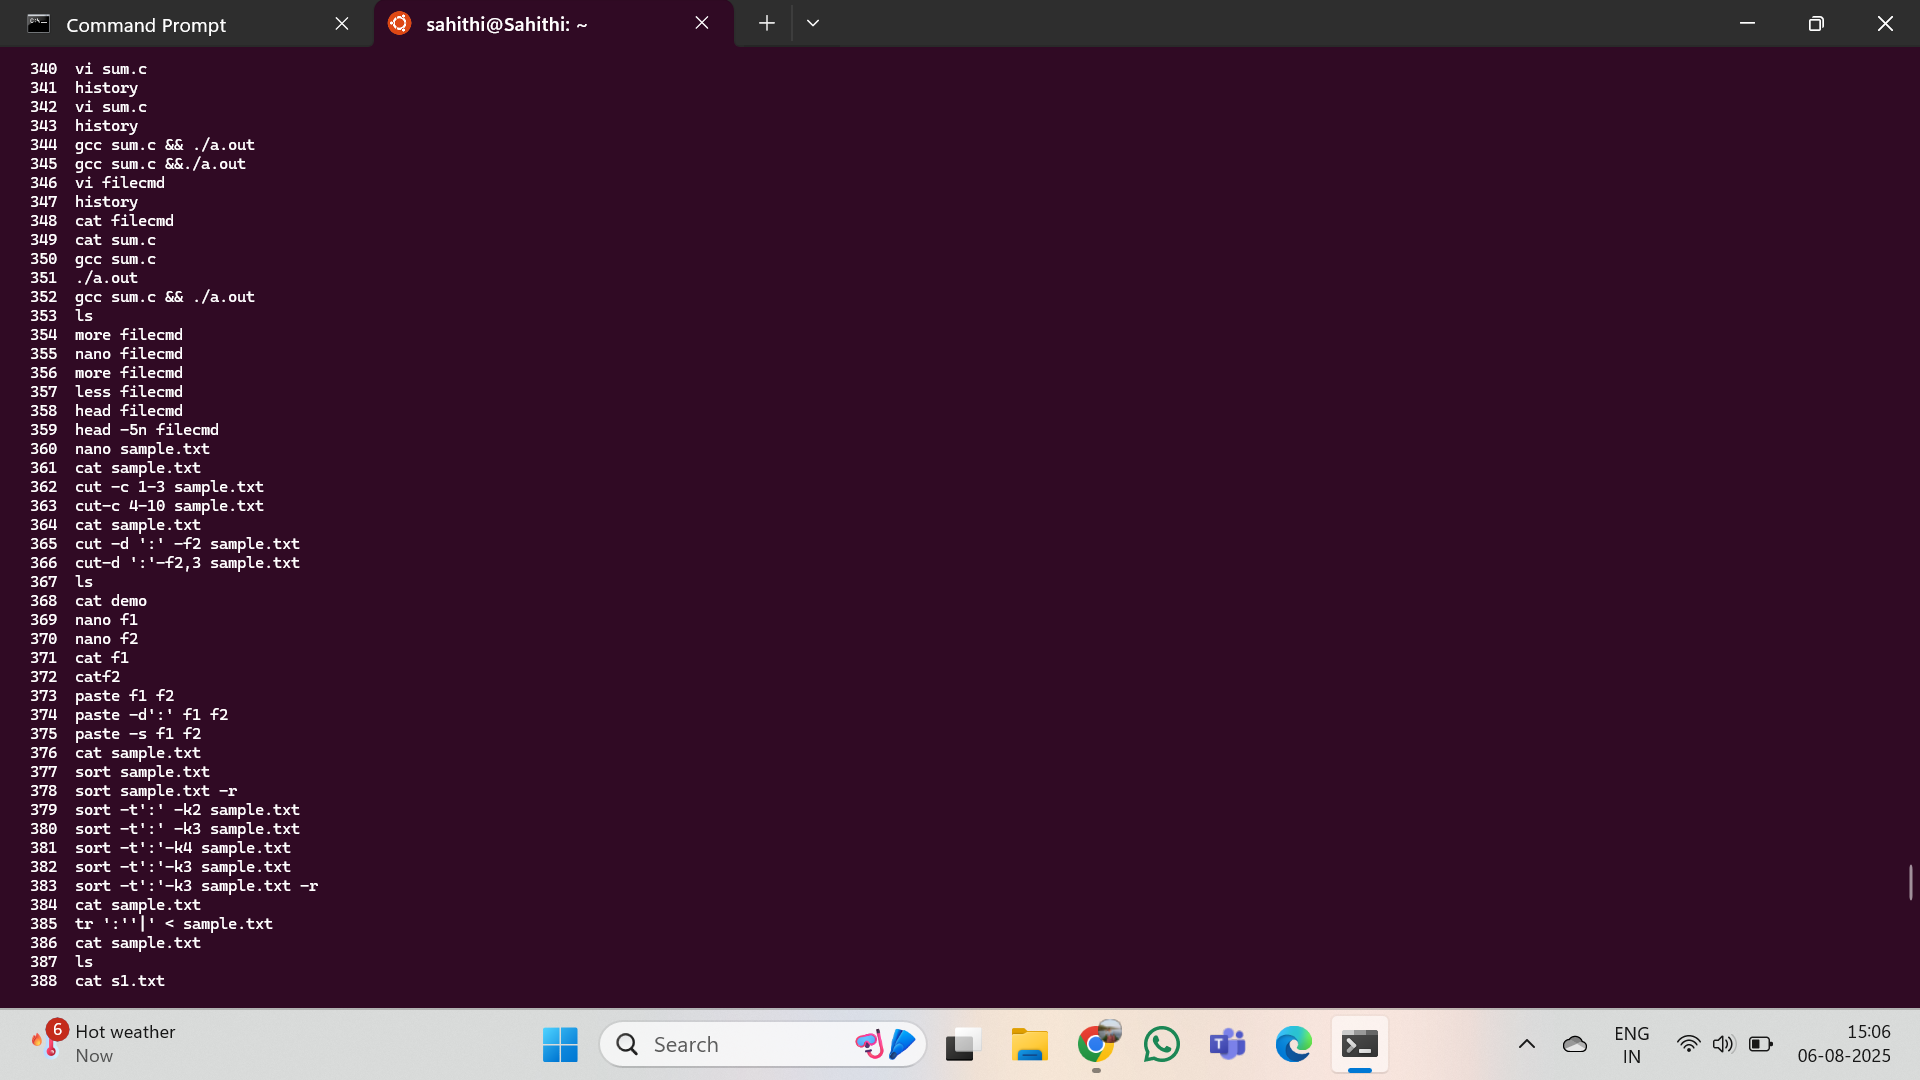 Command Prompt
sahithi@Sahithi: ~
340 vi sum.c
341 history
342 vi sum.c
343 history
344 gcc sum.c && ./a.out
345 gcc sum.c &&./a.out
346 vi filecmd
347 history
348 cat filecmd
349 cat sum.c
350 gcc sum.c
351 ./a.out
352 gcc sum.c && ./a.out
353 ls
354 more filecmd
355 nano filecmd
356 more filecmd
357 less filecmd
358 head filecmd
359 head -5n filecmd
360 nano sample.txt
361 cat sample.txt
362 cut -c 1-3 sample.txt
363 cut-c 4-10 sample.txt
364 cat sample.txt
365 cut -d ':' -f2 sample.txt
366 cut-d ':'-f2,3 sample.txt
367 ls
368 cat demo
369 nano f1
370 nano f2
371 cat f1
372 catf2
373 paste f1 f2
374 paste -d':' f1 f2
375 paste -s f1 f2
376 cat sample.txt
377 sort sample.txt
378 sort sample.txt -r
379 sort -t':' -k2 sample.txt
380 sort -t':' -k3 sample.txt
381 sort -t':'-k4 sample.txt
382 sort -t':'-k3 sample.txt
383 sort -t':'-k3 sample.txt -r
384 cat sample.txt
385 tr ':''|' < sample.txt
386 cat sample.txt
387 ls
388 cat s1.txt
6
Hot weather
Now
Search
ENG
IN
15:06
06-08-2025